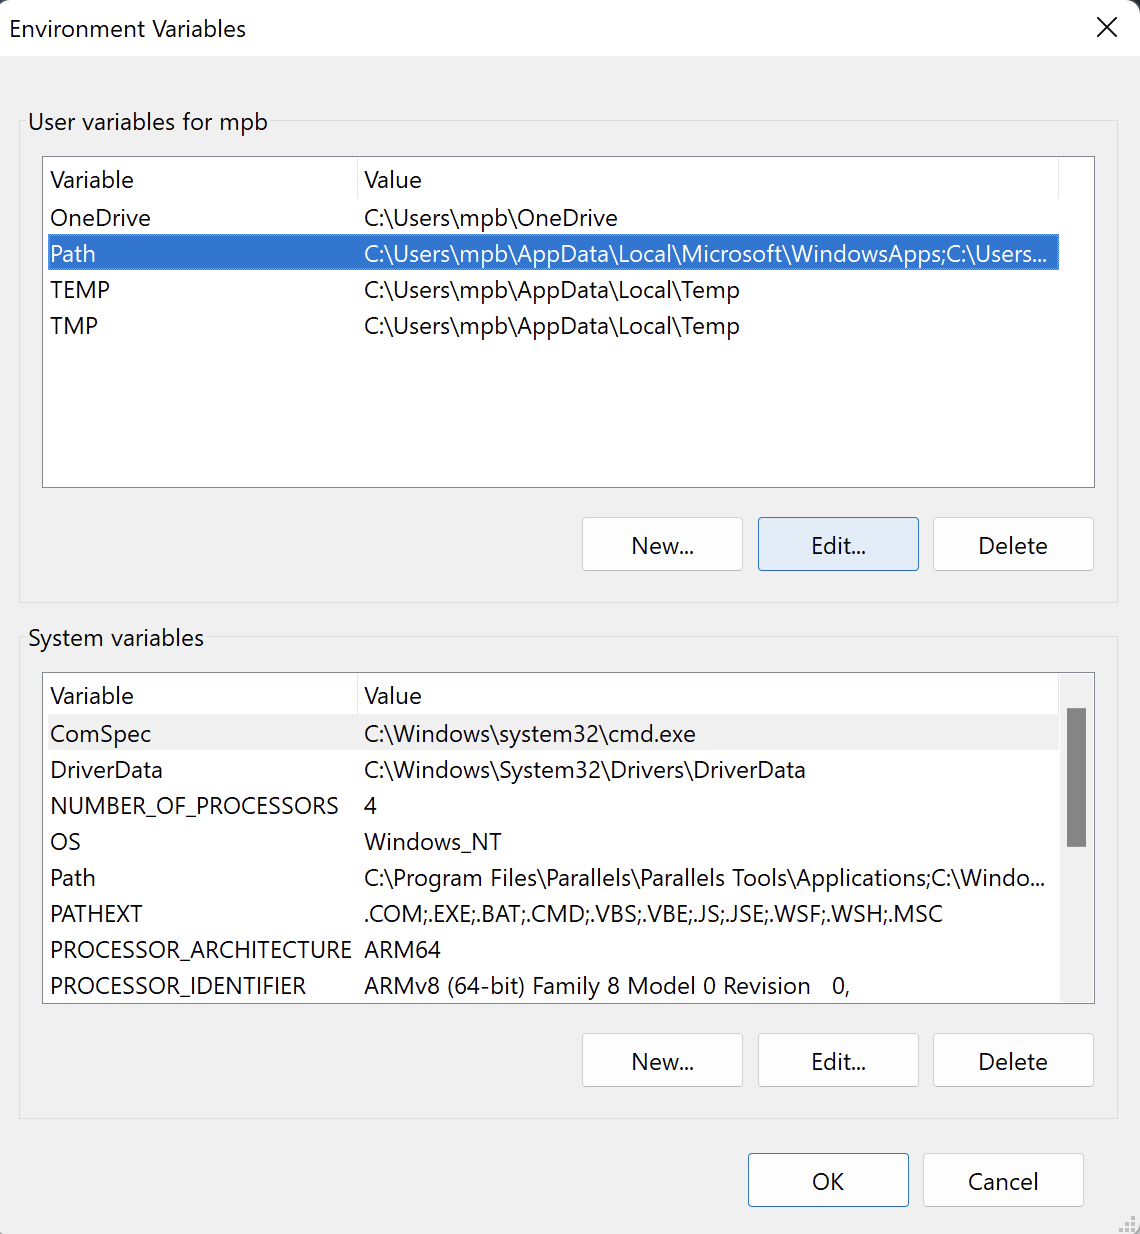 Environment Variables
User variables for mpb
Variable Value
OneDrive C:\Users\mpb\OneDrive
Path C:\Users\mpb\AppData\Local\Microsoft\WindowsApps;C:\Users...
TEMP C:\Users\mpb\AppData\Local\Temp
TMP C:\Users\mpb\AppData\Local\Temp
New... Edit... Delete
System variables
Variable Value
ComSpec C:\Windows\system32\cmd.exe
DriverData C:\Windows\System32\Drivers\DriverData
NUMBER_OF_PROCESSORS 4
OS Windows_NT
Path C:\Program Files\Parallels\Parallels Tools\Applications;C:\Windo...
PATHEXT .COM;.EXE;.BAT;.CMD;.VBS;.VBE;.JS;.JSE;.WSF;.WSH;.MSC
PROCESSOR_ARCHITECTURE ARM64
PROCESSOR_IDENTIFIER ARMv8 (64-bit) Family 8 Model 0 Revision   0,
New... Edit... Delete
OK Cancel